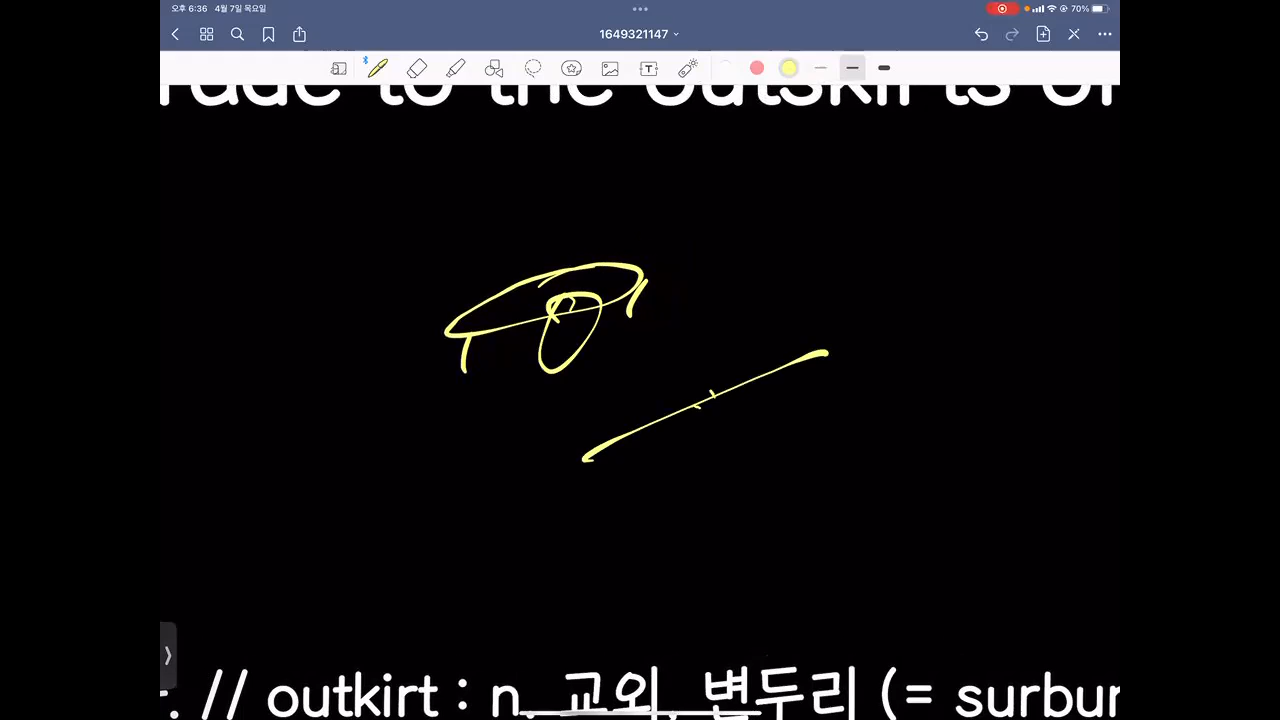 오후 6:36 4월 7일 목요일
70%
1649321147
to the outskirts of
// outkirt : n. 교외, 변두리 (= surbur